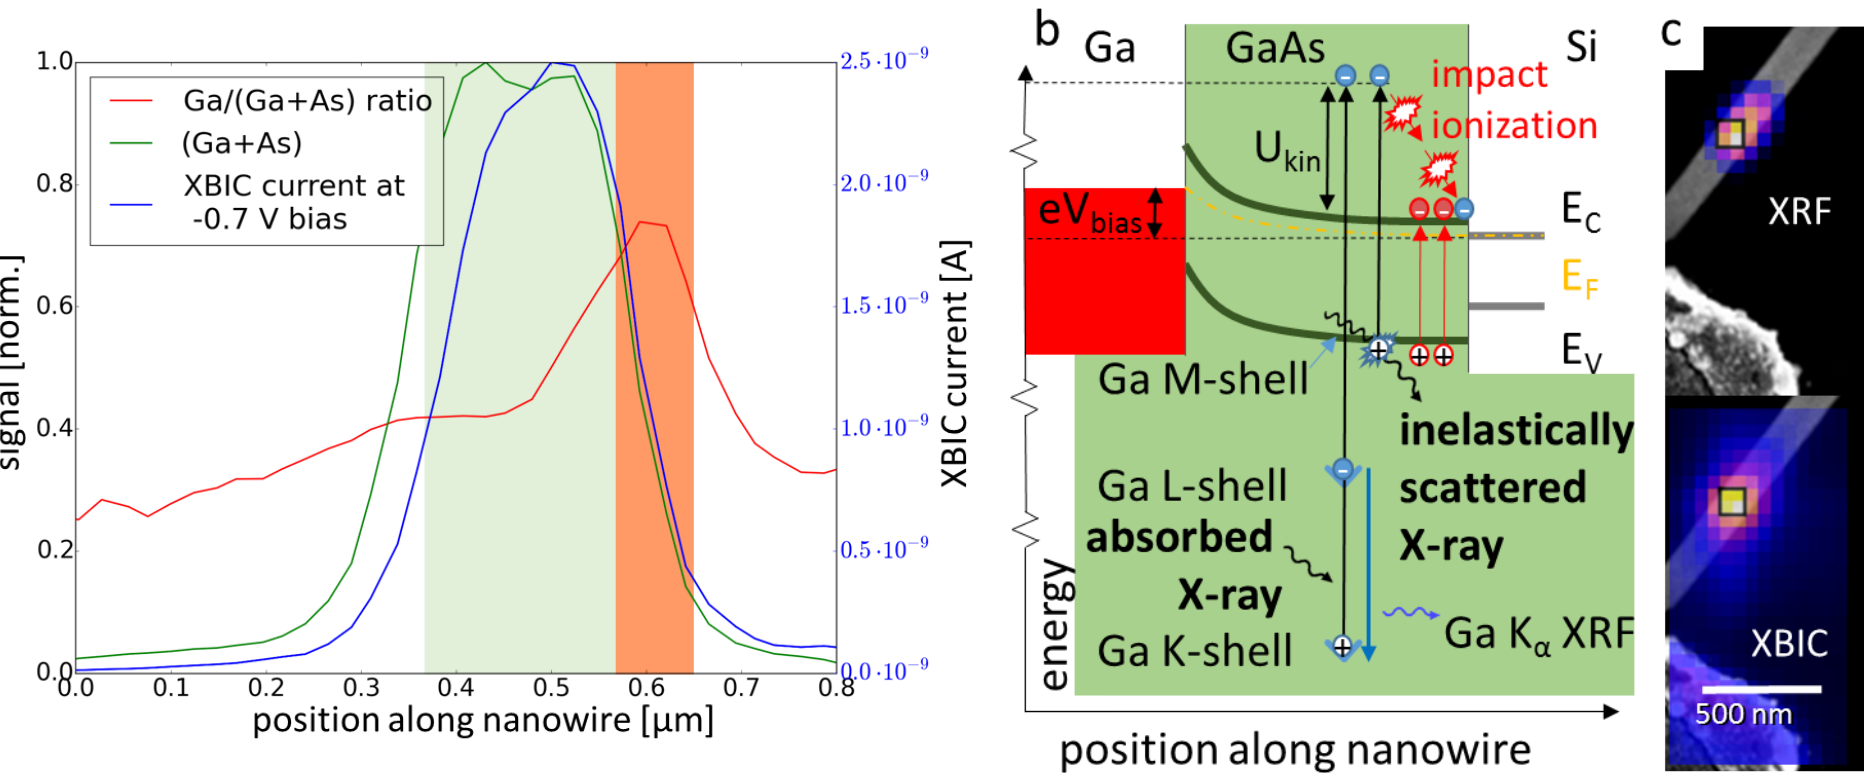 signal [norm.]
1.0
0.8
0.6
0.4
0.2
0.0
Ga/(Ga+As) ratio
(Ga+As)
XBIC current at
-0.7 V bias
2.5·10⁻⁹
2.0·10⁻⁹
1.5·10⁻⁹
1.0·10⁻⁹
0.5·10⁻⁹
0.0·10⁻⁹
XBIC current [A]
0.0 0.1 0.2 0.3 0.4 0.5 0.6 0.7 0.8
position along nanowire [μm]
b
Ga
GaAs
Si
impact
ionization
U_kin
eV_bias
E_C
E_F
E_V
Ga M-shell
inelastically
scattered
X-ray
Ga L-shell
absorbed
X-ray
Ga K-shell
Ga K_α XRF
energy
position along nanowire
c
XRF
XBIC
500 nm